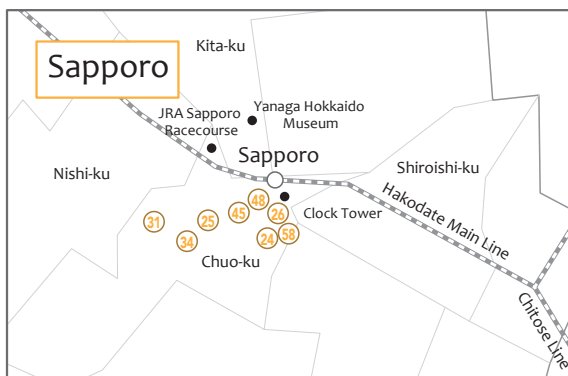 Kita-ku
Sapporo
JRA Sapporo
Racecourse
Yanaga Hokkaido
Museum
Sapporo
Nishi-ku
Shiroishi-ku
Hakodate Main Line
48
45
26
Clock Tower
31
25
34
24
58
Chuo-ku
Chitose Line